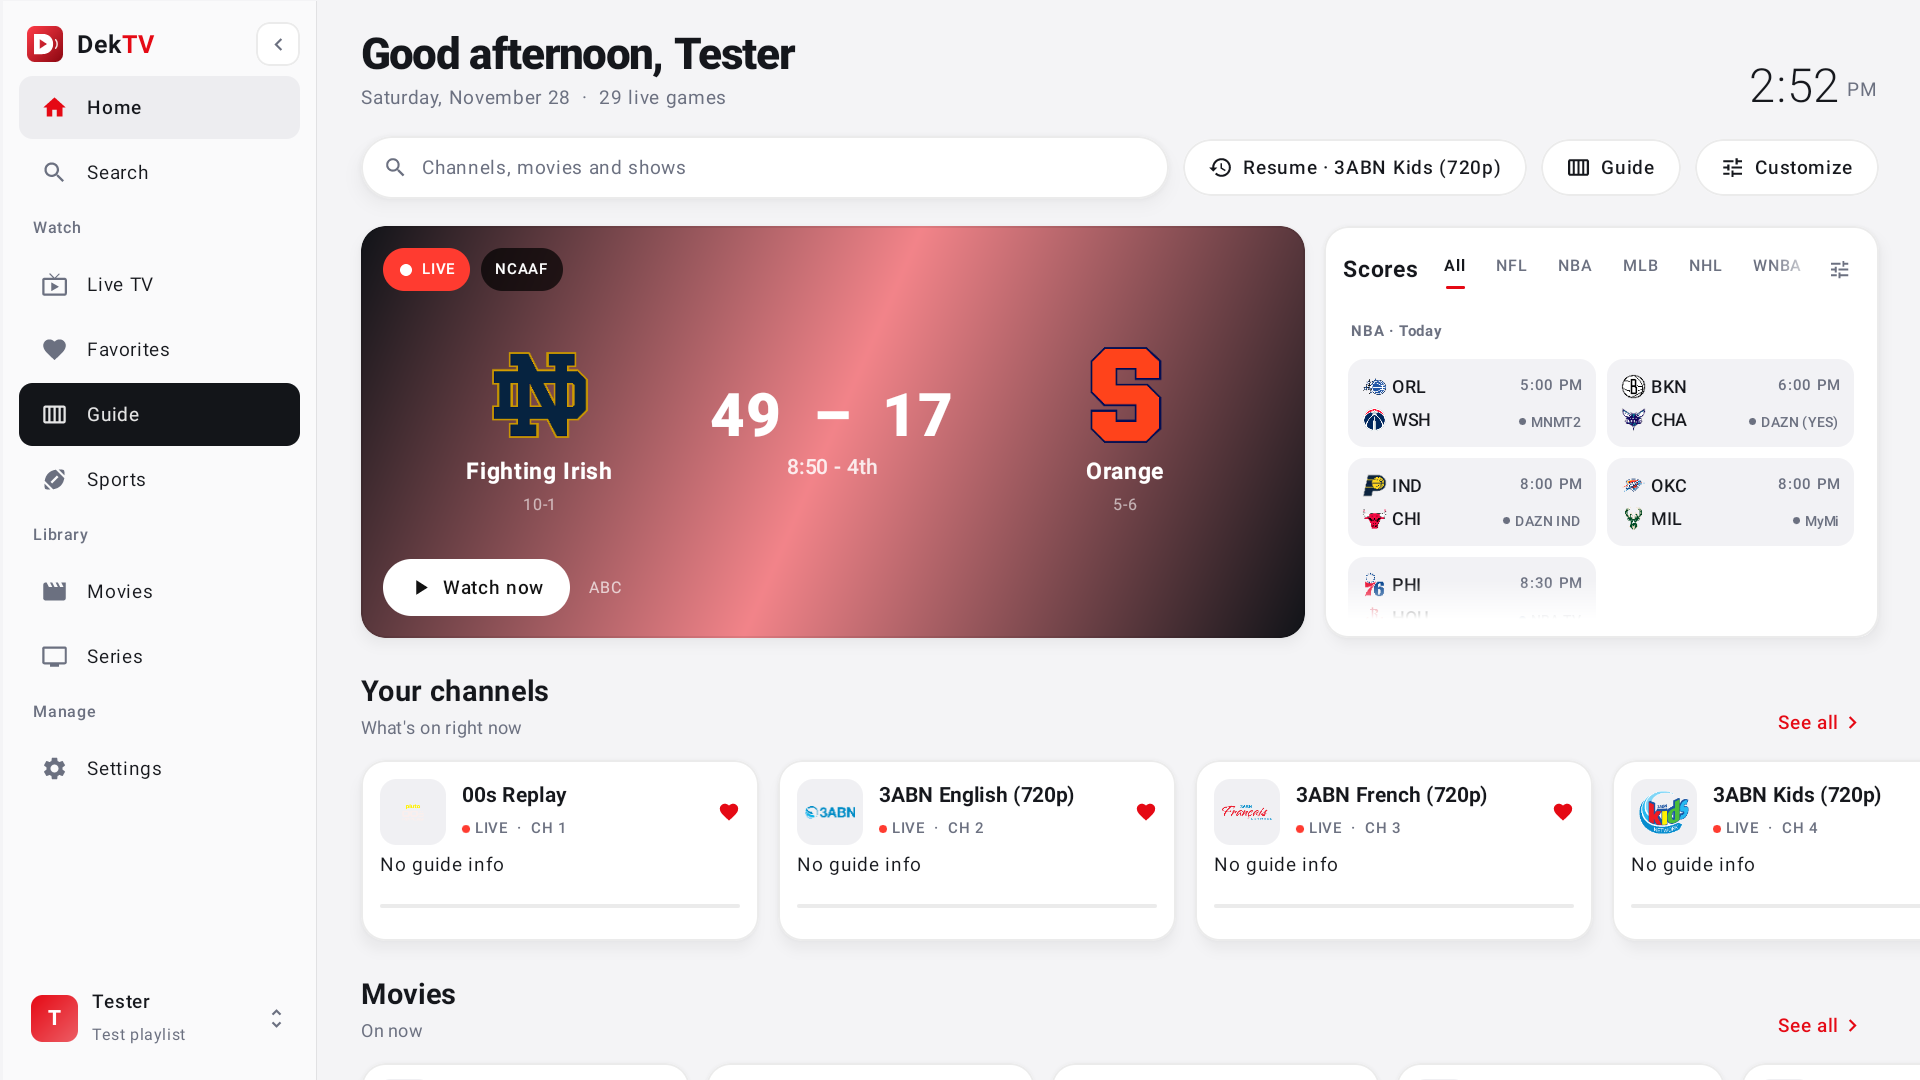 DekTV
Home
Search
Watch
Live TV
Favorites
Guide
Sports
Library
Movies
Series
Manage
Settings
T
Tester
Test playlist
Good afternoon, Tester
Saturday, November 28 · 29 live games
2:52 PM
Channels, movies and shows
Resume · 3ABN Kids (720p)
Guide
Customize
LIVE
NCAAF
49 – 17
8:50 - 4th
Fighting Irish
10-1
Orange
5-6
Watch now
ABC
Scores
All
NFL
NBA
MLB
NHL
WNBA
NBA · Today
ORL 5:00 PM
WSH MNMT2
BKN 6:00 PM
CHA DAZN (YES)
IND 8:00 PM
CHI DAZN IND
OKC 8:00 PM
MIL MyMi
PHI 8:30 PM
HOU
Your channels
What's on right now
See all
00s Replay
LIVE · CH 1
No guide info
3ABN
3ABN English (720p)
LIVE · CH 2
No guide info
Français
3ABN French (720p)
LIVE · CH 3
No guide info
kids
3ABN Kids (720p)
LIVE · CH 4
No guide info
Movies
On now
See all